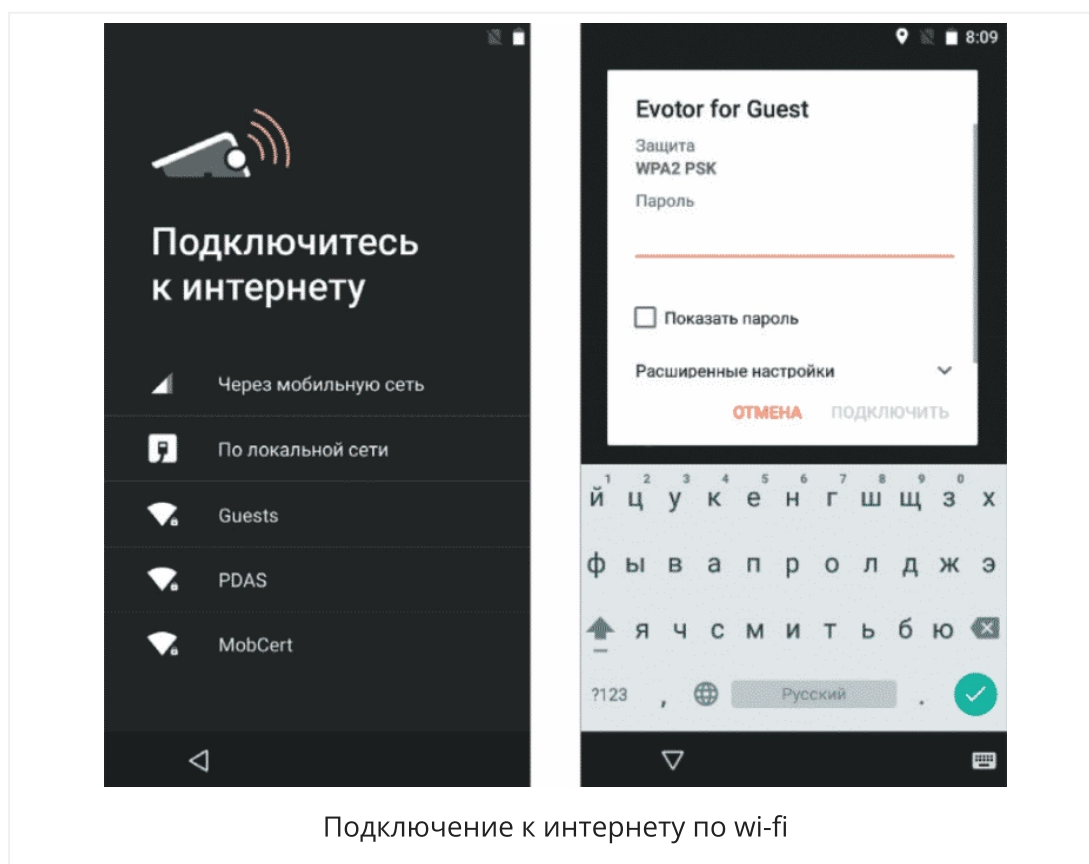 Подключитесь
к интернету
Через мобильную сеть
По локальной сети
Guests
PDAS
MobCert
8:09
Evotor for Guest
Защита
WPA2 PSK
Пароль
Показать пароль
Расширенные настройки
ОТМЕНА ПОДКЛЮЧИТЬ
1 2 3 4 5 6 7 8 9 0
й ц у к е н г ш щ з х
ф ы в а п р о л д ж э
я ч с м и т ь б ю
?123 , Русский .
Подключение к интернету по wi-fi